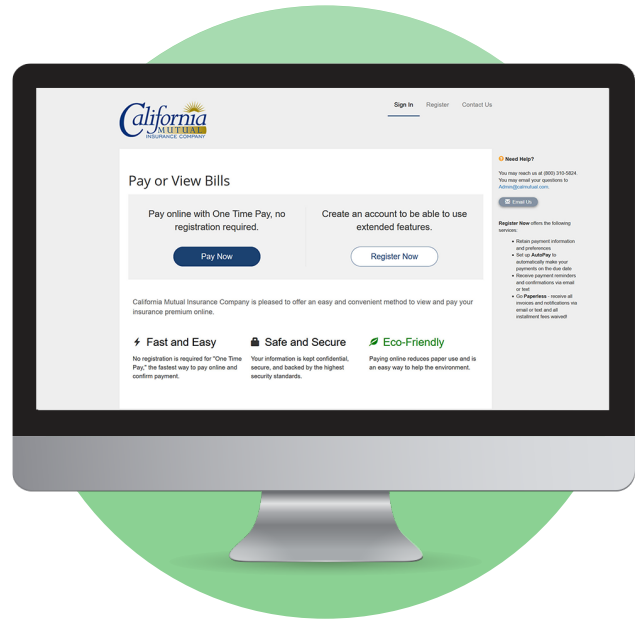 California
MUTUAL
INSURANCE COMPANY
Sign In
Register
Contact Us
Pay or View Bills
Pay online with One Time Pay, no
registration required.
Pay Now
Create an account to be able to use
extended features.
Register Now
California Mutual Insurance Company is pleased to offer an easy and convenient method to view and pay your
insurance premium online.
Fast and Easy
No registration is required for "One Time
Pay," the fastest way to pay online and
confirm payment.
Safe and Secure
Your information is kept confidential,
secure, and backed by the highest
security standards.
Eco-Friendly
Paying online reduces paper use and is
an easy way to help the environment.
Need Help?
You may reach us at (800) 310-5824.
You may email your questions to
Admin@calmutual.com.
Email Us
Register Now offers the following
services:
Retain payment information
and preferences
Set up AutoPay to
automatically make your
payments on the due date
Receive payment reminders
and confirmations via email
or text
Go Paperless - receive all
invoices and notifications via
email or text and all
installment fees waived!